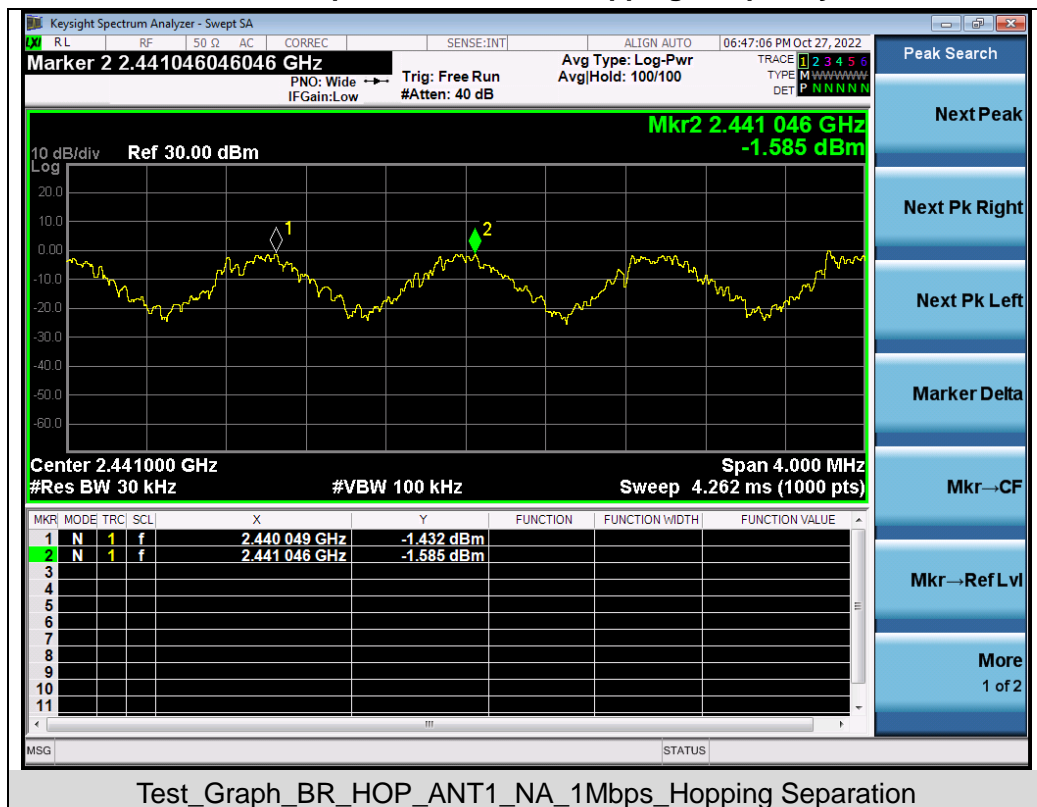 Keysight Spectrum Analyzer - Swept SA
LXI RL RF 50 Ω AC CORREC SENSE:INT ALIGN AUTO 06:47:06 PM Oct 27, 2022
Marker 2 2.441046046046 GHz
PNO: Wide
IFGain:Low
Trig: Free Run
#Atten: 40 dB
Avg Type: Log-Pwr
Avg|Hold: 100/100
TRACE 1 2 3 4 5 6
TYPE M WWWWW
DET P N N N N N
Peak Search
Next Peak
Next Pk Right
Next Pk Left
Marker Delta
Mkr→CF
Mkr→Ref Lvl
More
1 of 2
Mkr2 2.441 046 GHz
-1.585 dBm
10 dB/div Ref 30.00 dBm
Log
20.0
10.0
0.00
-10.0
-20.0
-30.0
-40.0
-50.0
-60.0
1
2
Center 2.441000 GHz Span 4.000 MHz
#Res BW 30 kHz #VBW 100 kHz Sweep 4.262 ms (1000 pts)
MKR MODE TRC SCL X Y FUNCTION FUNCTION WIDTH FUNCTION VALUE
1 N 1 f 2.440 049 GHz -1.432 dBm
2 N 1 f 2.441 046 GHz -1.585 dBm
3
4
5
6
7
8
9
10
11
MSG STATUS
Test_Graph_BR_HOP_ANT1_NA_1Mbps_Hopping Separation